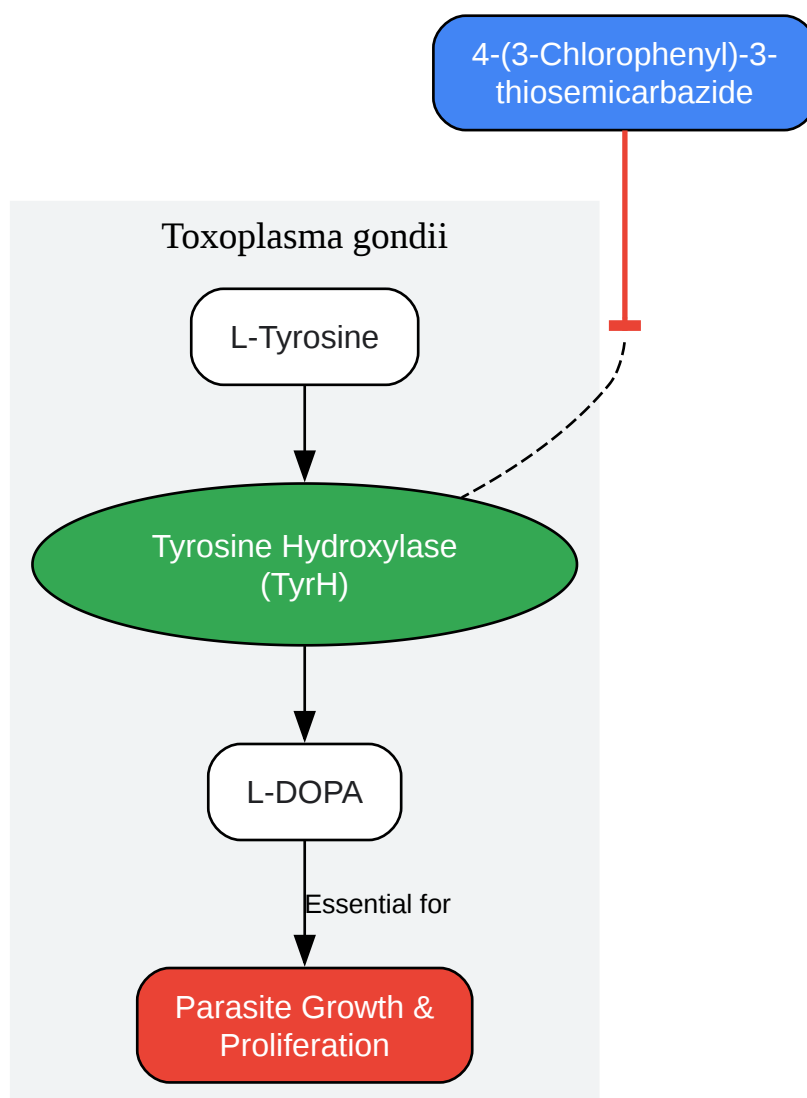 4-(3-Chlorophenyl)-3-
thiosemicarbazide
Toxoplasma gondii
L-Tyrosine
Tyrosine Hydroxylase
(TyrH)
L-DOPA
Essential for
Parasite Growth &
Proliferation